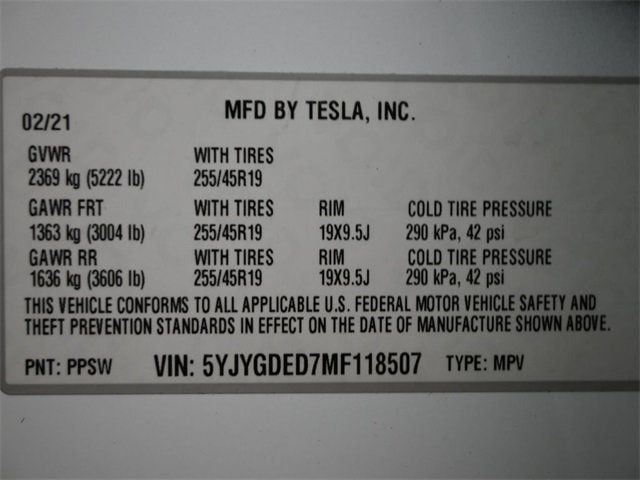 MFD BY TESLA, INC.
02/21
GVWR WITH TIRES
2369 kg (5222 lb) 255/45R19
GAWR FRT WITH TIRES RIM COLD TIRE PRESSURE
1363 kg (3004 lb) 255/45R19 19X9.5J 290 kPa, 42 psi
GAWR RR WITH TIRES RIM COLD TIRE PRESSURE
1636 kg (3606 lb) 255/45R19 19X9.5J 290 kPa, 42 psi
THIS VEHICLE CONFORMS TO ALL APPLICABLE U.S. FEDERAL MOTOR VEHICLE SAFETY AND
THEFT PREVENTION STANDARDS IN EFFECT ON THE DATE OF MANUFACTURE SHOWN ABOVE.
PNT: PPSW VIN: 5YJYGDED7MF118507 TYPE: MPV